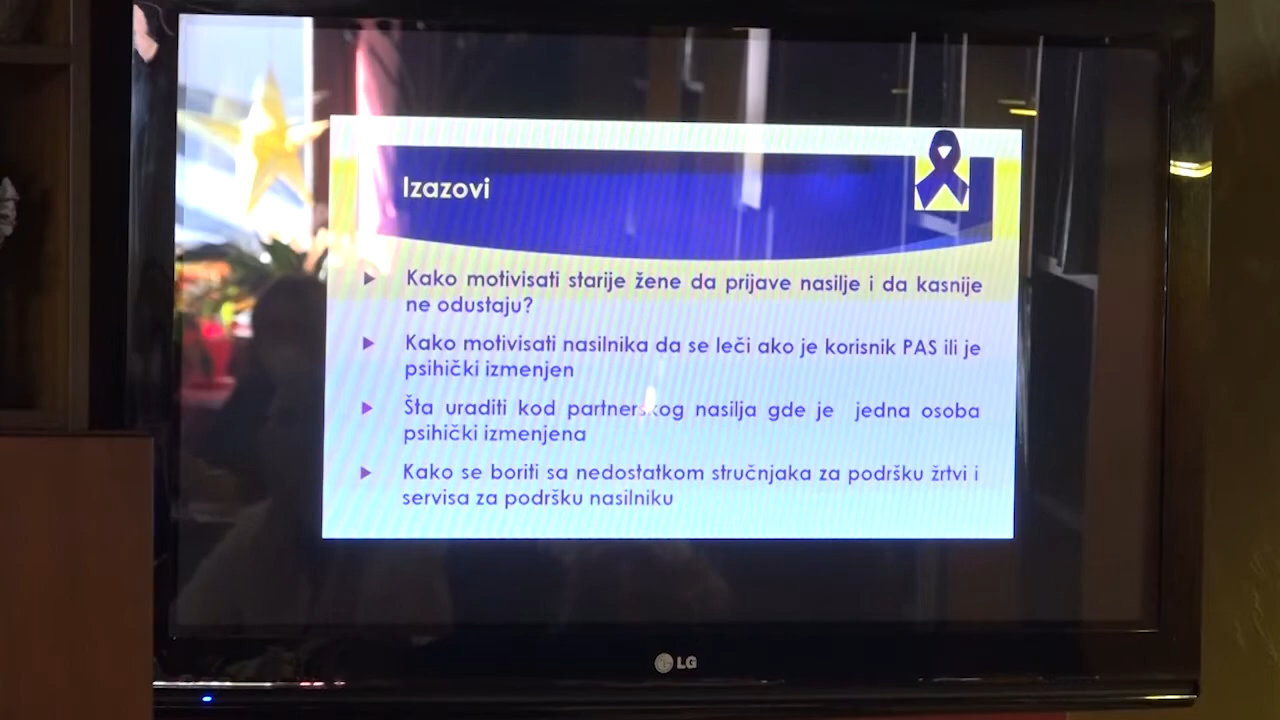 Izazovi
Kako motivisati starije žene da prijave nasilje i da kasnije
ne odustaju?
Kako motivisati nasilnika da se leči ako je korisnik PAS ili je
psihički izmenjen
Šta uraditi kod partnerskog nasilja gde je jedna osoba
psihički izmenjena
Kako se boriti sa nedostatkom stručnjaka za podršku žrtvi i
servisa za podršku nasilniku
LG